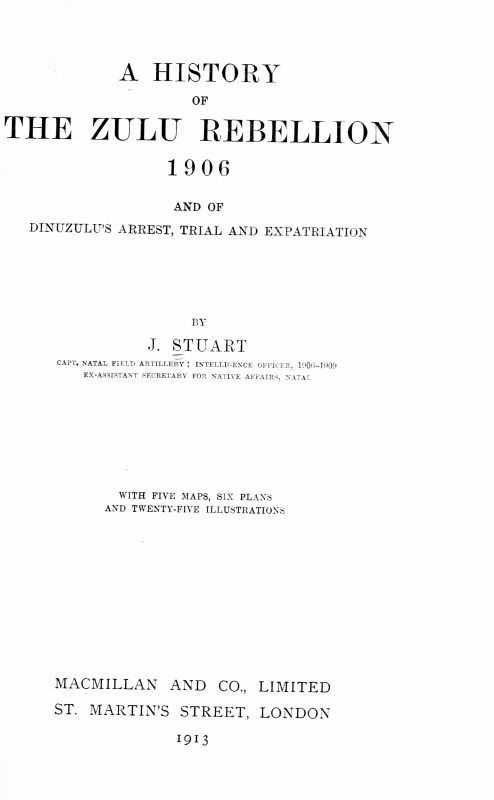 A HISTORY
OF
THE ZULU REBELLION
1906
AND OF
DINUZULU'S ARREST, TRIAL AND EXPATRIATION
BY
J. STUART
CAPT. NATAL FIELD ARTILLERY; INTELLIGENCE OFFICER, 1906-1909
EX-ASSISTANT SECRETARY FOR NATIVE AFFAIRS, NATAL
WITH FIVE MAPS, SIX PLANS
AND TWENTY-FIVE ILLUSTRATIONS
MACMILLAN AND CO., LIMITED
ST. MARTIN'S STREET, LONDON
1913